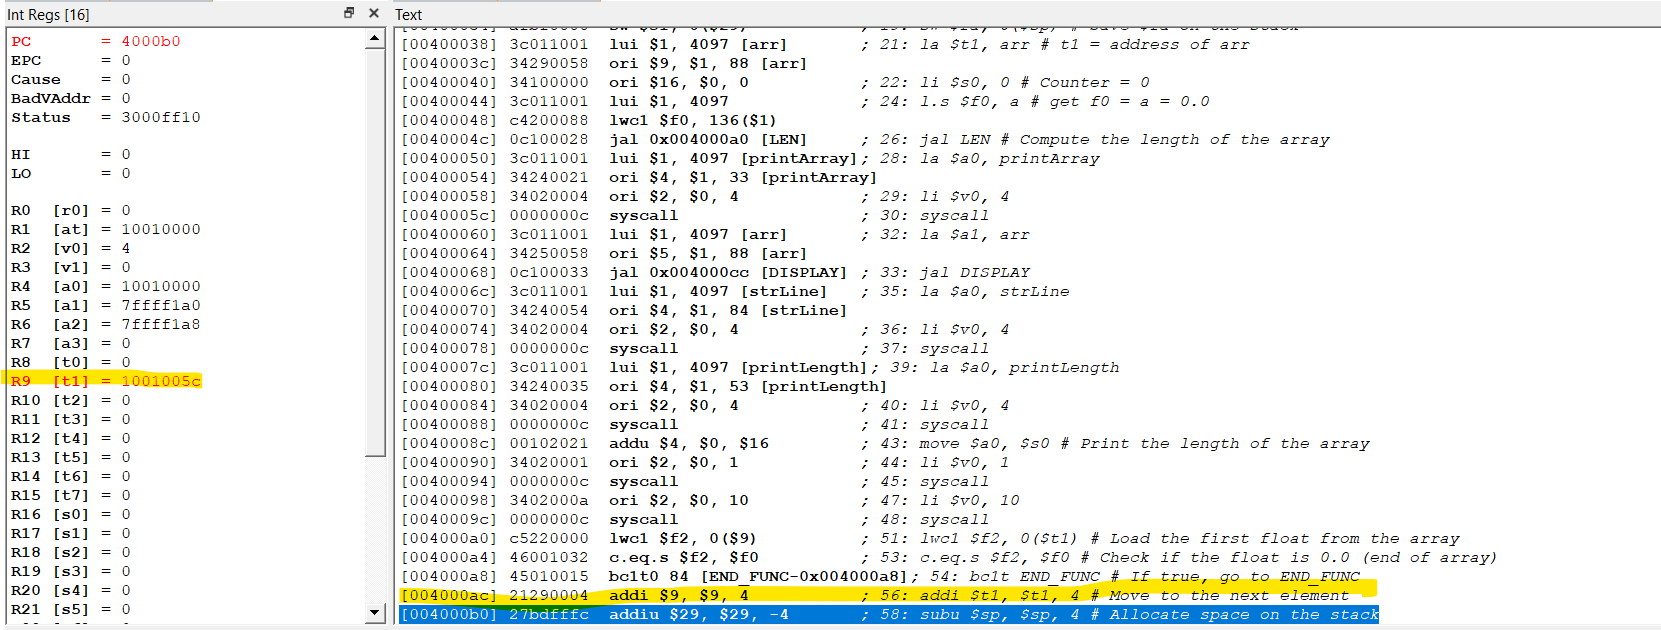 Int Regs [16]
PC = 4000b0
EPC = 0
Cause = 0
BadVAddr = 0
Status = 3000ff10
HI = 0
LO = 0
R0 [r0] = 0
R1 [at] = 10010000
R2 [v0] = 4
R3 [v1] = 0
R4 [a0] = 10010000
R5 [a1] = 7ffff1a0
R6 [a2] = 7ffff1a8
R7 [a3] = 0
R8 [t0] = 0
R9 [t1] = 1001005c
R10 [t2] = 0
R11 [t3] = 0
R12 [t4] = 0
R13 [t5] = 0
R14 [t6] = 0
R15 [t7] = 0
R16 [s0] = 0
R17 [s1] = 0
R18 [s2] = 0
R19 [s3] = 0
R20 [s4] = 0
R21 [s5] = 0
Text
[00400038] 3c011001 lui $1, 4097 [arr] ; 21: la $t1, arr # t1 = address of arr
[0040003c] 34290058 ori $9, $1, 88 [arr]
[00400040] 34100000 ori $16, $0, 0 ; 22: li $s0, 0 # Counter = 0
[00400044] 3c011001 lui $1, 4097 ; 24: l.s $f0, a # get f0 = a = 0.0
[00400048] c4200088 lwc1 $f0, 136($1)
[0040004c] 0c100028 jal 0x004000a0 [LEN] ; 26: jal LEN # Compute the length of the array
[00400050] 3c011001 lui $1, 4097 [printArray]; 28: la $a0, printArray
[00400054] 34240021 ori $4, $1, 33 [printArray]
[00400058] 34020004 ori $2, $0, 4 ; 29: li $v0, 4
[0040005c] 0000000c syscall ; 30: syscall
[00400060] 3c011001 lui $1, 4097 [arr] ; 32: la $a1, arr
[00400064] 34250058 ori $5, $1, 88 [arr]
[00400068] 0c100033 jal 0x004000cc [DISPLAY] ; 33: jal DISPLAY
[0040006c] 3c011001 lui $1, 4097 [strLine] ; 35: la $a0, strLine
[00400070] 34240054 ori $4, $1, 84 [strLine]
[00400074] 34020004 ori $2, $0, 4 ; 36: li $v0, 4
[00400078] 0000000c syscall ; 37: syscall
[0040007c] 3c011001 lui $1, 4097 [printLength]; 39: la $a0, printLength
[00400080] 34240035 ori $4, $1, 53 [printLength]
[00400084] 34020004 ori $2, $0, 4 ; 40: li $v0, 4
[00400088] 0000000c syscall ; 41: syscall
[0040008c] 00102021 addu $4, $0, $16 ; 43: move $a0, $s0 # Print the length of the array
[00400090] 34020001 ori $2, $0, 1 ; 44: li $v0, 1
[00400094] 0000000c syscall ; 45: syscall
[00400098] 3402000a ori $2, $0, 10 ; 47: li $v0, 10
[0040009c] 0000000c syscall ; 48: syscall
[004000a0] c5220000 lwc1 $f2, 0($9) ; 51: lwc1 $f2, 0($t1) # Load the first float from the array
[004000a4] 46001032 c.eq.s $f2, $f0 ; 53: c.eq.s $f2, $f0 # Check if the float is 0.0 (end of array)
[004000a8] 45010015 bc1t0 84 [END_FUNC-0x004000a8]; 54: bc1t END_FUNC # If true, go to END_FUNC
[004000ac] 21290004 addi $9, $9, 4 ; 56: addi $t1, $t1, 4 # Move to the next element
[004000b0] 27bdfffc addiu $29, $29, -4 ; 58: subu $sp, $sp, 4 # Allocate space on the stack